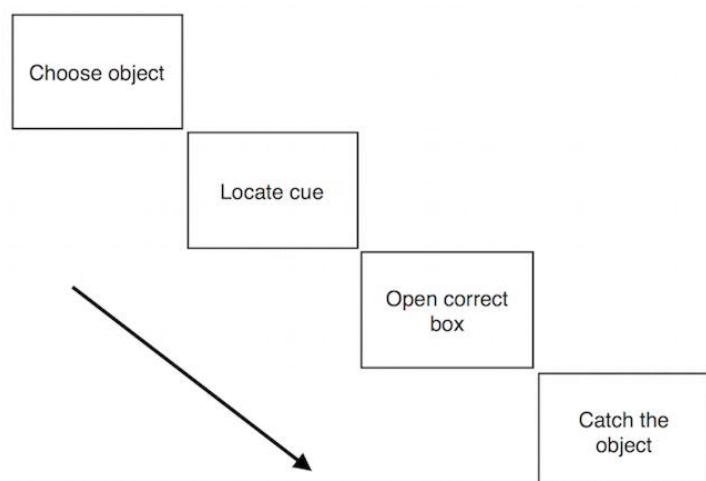 Choose object
Locate cue
Open correct
box
Catch the
object